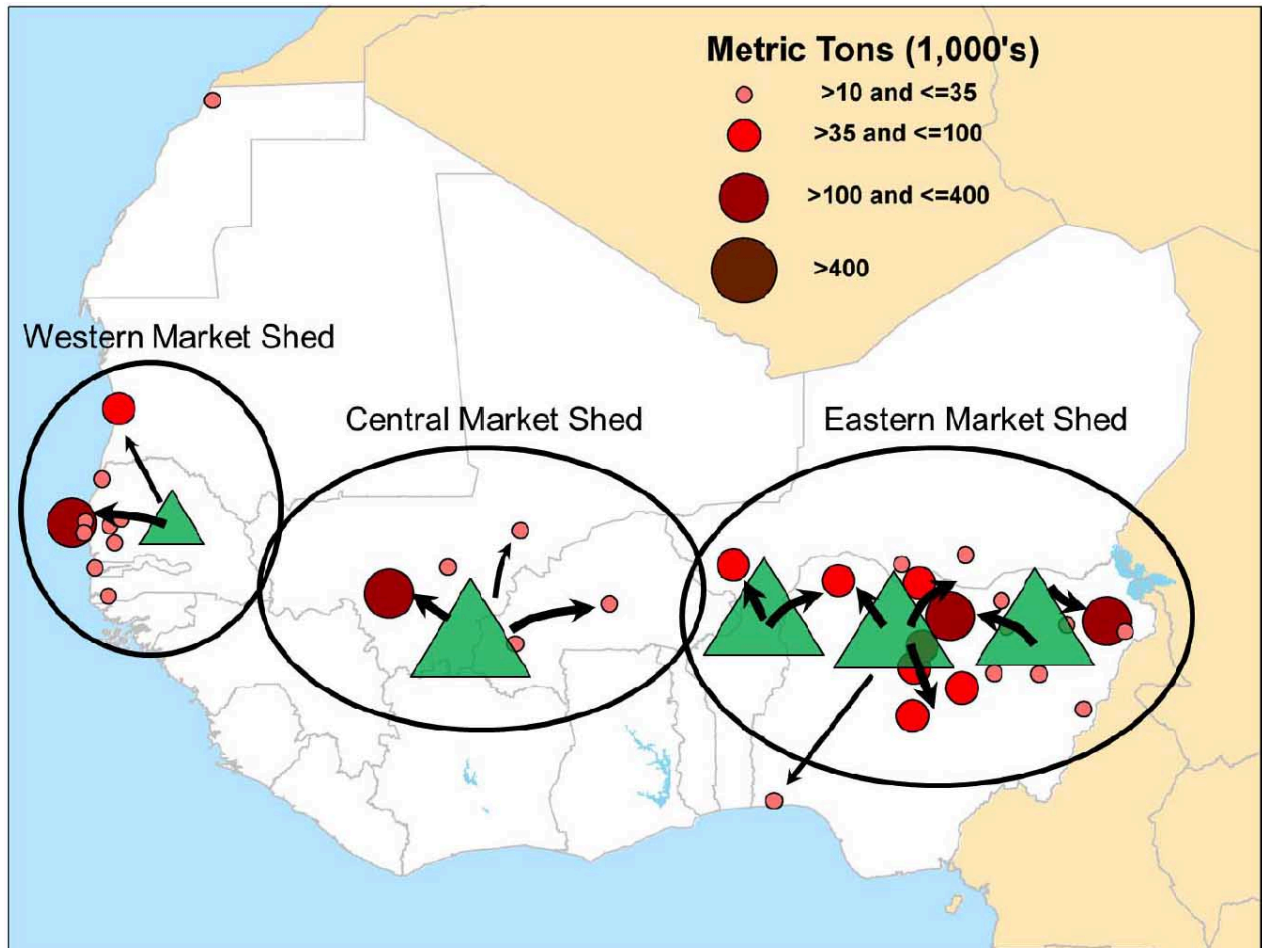 Metric Tons (1,000's)
>10 and <=35
>35 and <=100
>100 and <=400
>400
Western Market Shed
Central Market Shed
Eastern Market Shed